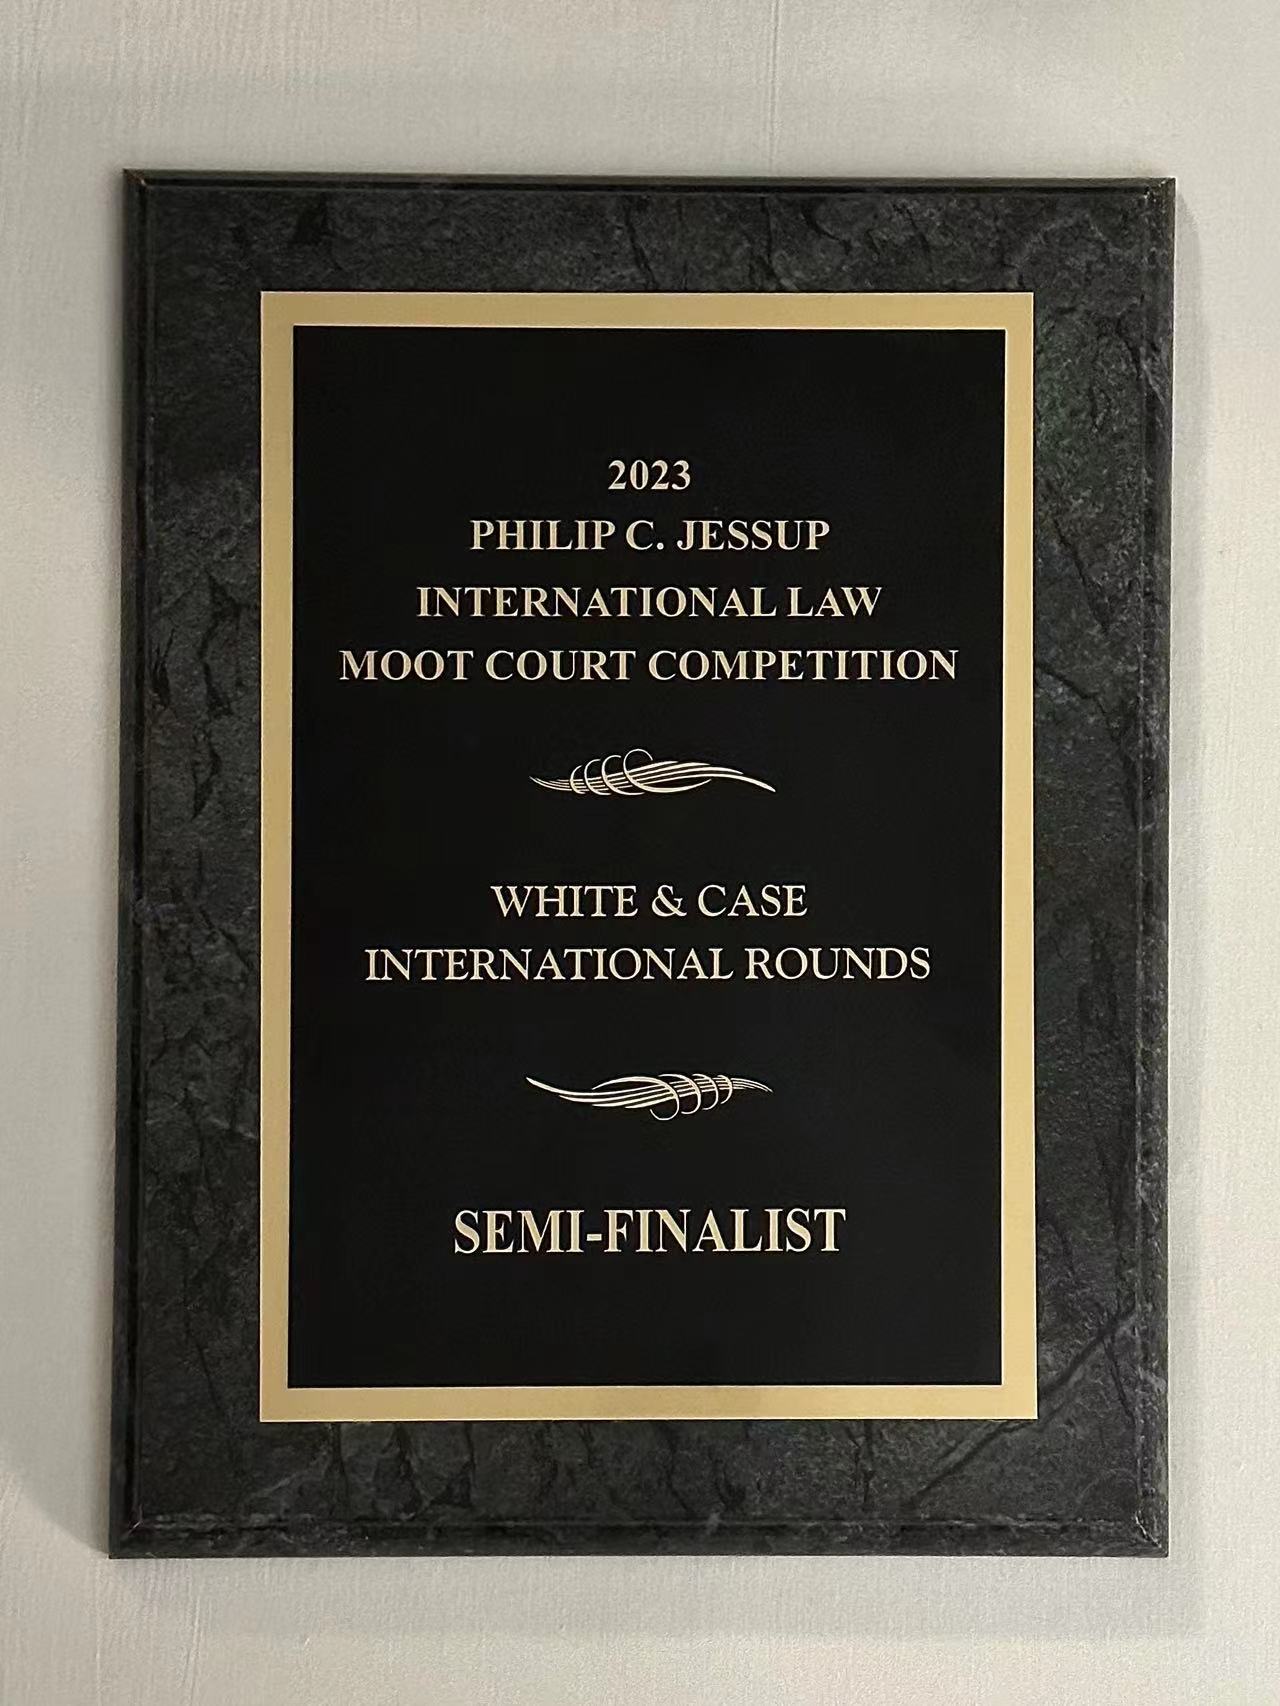 2023
PHILIP C. JESSUP
INTERNATIONAL LAW
MOOT COURT COMPETITION
WHITE & CASE
INTERNATIONAL ROUNDS
SEMI-FINALIST